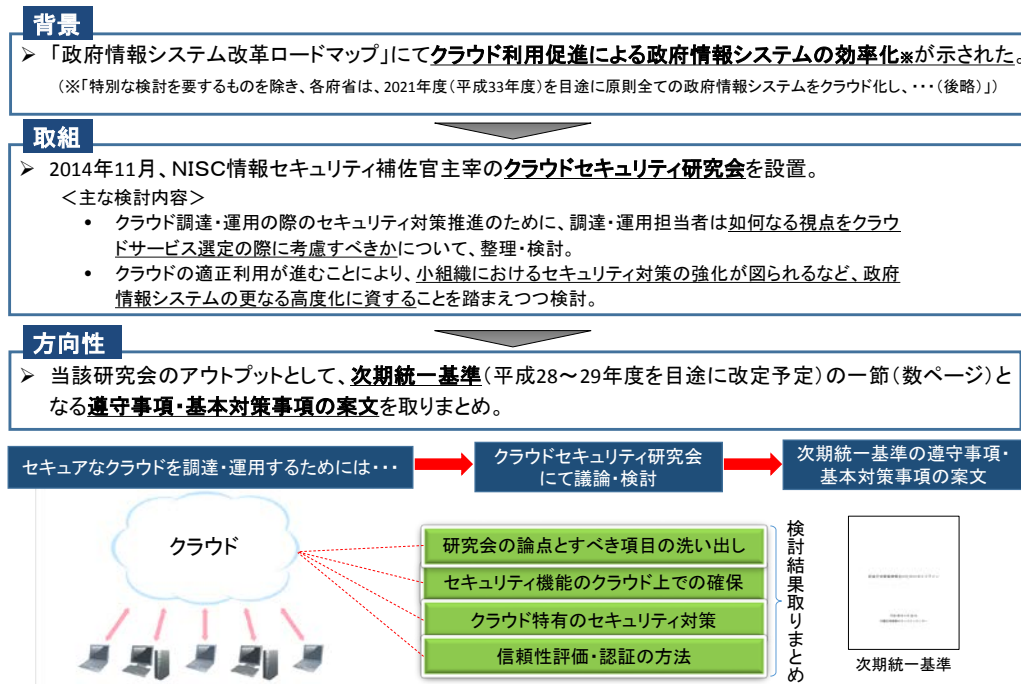 背景
➢ 「政府情報システム改革ロードマップ」にてクラウド利用促進による政府情報システムの効率化※が示された。
(※「特別な検討を要するものを除き、各府省は、2021年度(平成33年度)を目途に原則全ての政府情報システムをクラウド化し、・・・(後略)」)
取組
➢ 2014年11月、NISC情報セキュリティ補佐官主宰のクラウドセキュリティ研究会を設置。
＜主な検討内容＞
• クラウド調達・運用の際のセキュリティ対策推進のために、調達・運用担当者は如何なる視点をクラウ
ドサービス選定の際に考慮すべきかについて、整理・検討。
• クラウドの適正利用が進むことにより、小組織におけるセキュリティ対策の強化が図られるなど、政府
情報システムの更なる高度化に資することを踏まえつつ検討。
方向性
➢ 当該研究会のアウトプットとして、次期統一基準(平成28～29年度を目途に改定予定)の一節(数ページ)と
なる遵守事項・基本対策事項の案文を取りまとめ。
セキュアなクラウドを調達・運用するためには・・・
クラウドセキュリティ研究会
にて議論・検討
次期統一基準の遵守事項・
基本対策事項の案文
クラウド
研究会の論点とすべき項目の洗い出し
セキュリティ機能のクラウド上での確保
クラウド特有のセキュリティ対策
信頼性評価・認証の方法
検討結果取りまとめ
次期統一基準